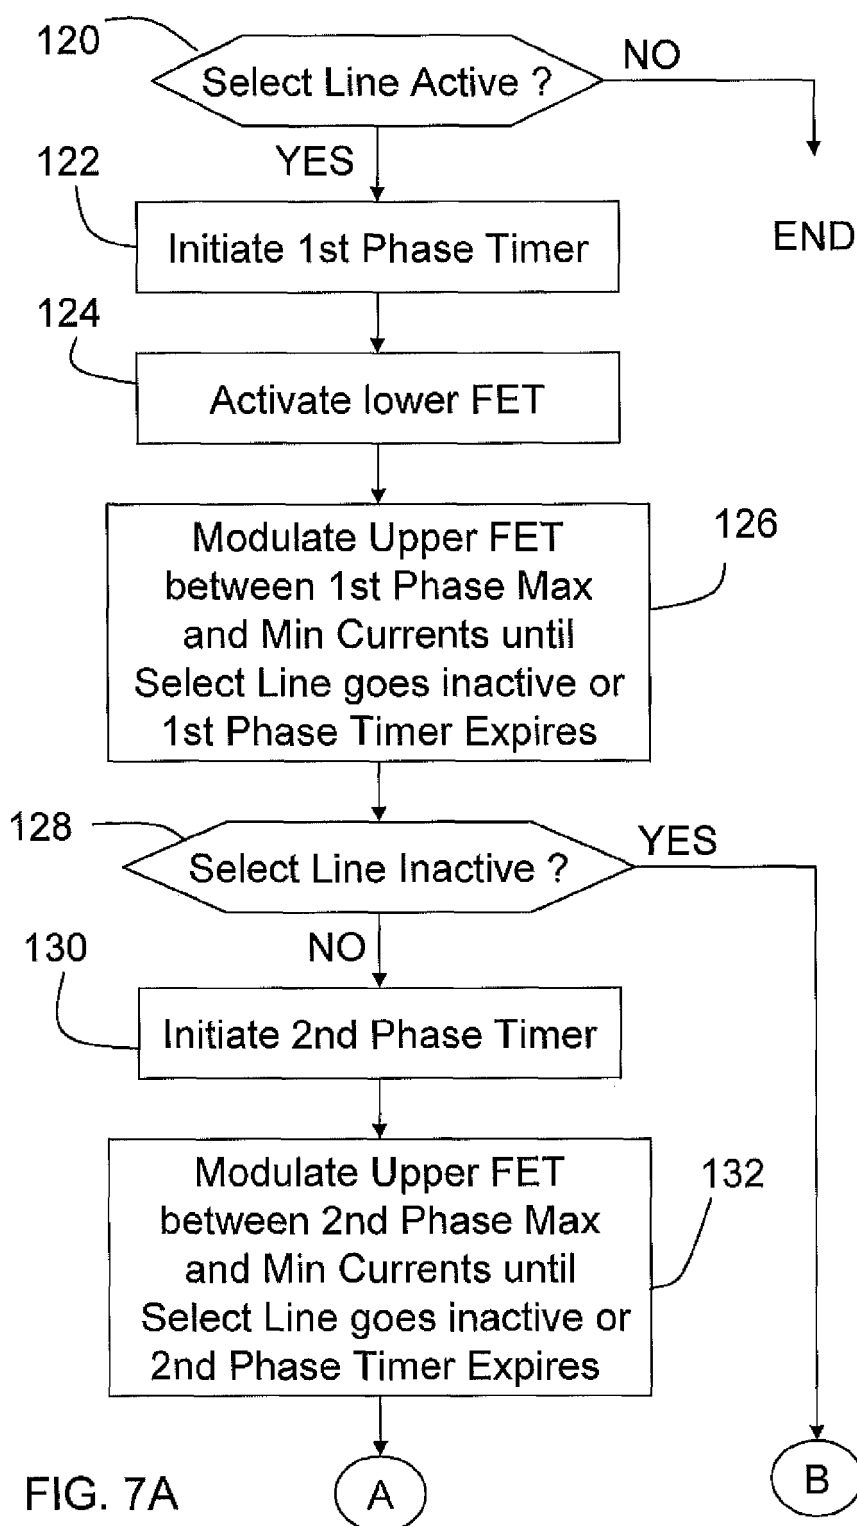 120
Select Line Active ?
NO
YES
122
Initiate 1st Phase Timer
END
124
Activate lower FET
Modulate Upper FET
between 1st Phase Max
and Min Currents until
Select Line goes inactive or
1st Phase Timer Expires
126
128
Select Line Inactive ?
YES
NO
130
Initiate 2nd Phase Timer
Modulate Upper FET
between 2nd Phase Max
and Min Currents until
Select Line goes inactive or
2nd Phase Timer Expires
132
FIG. 7A
A
B